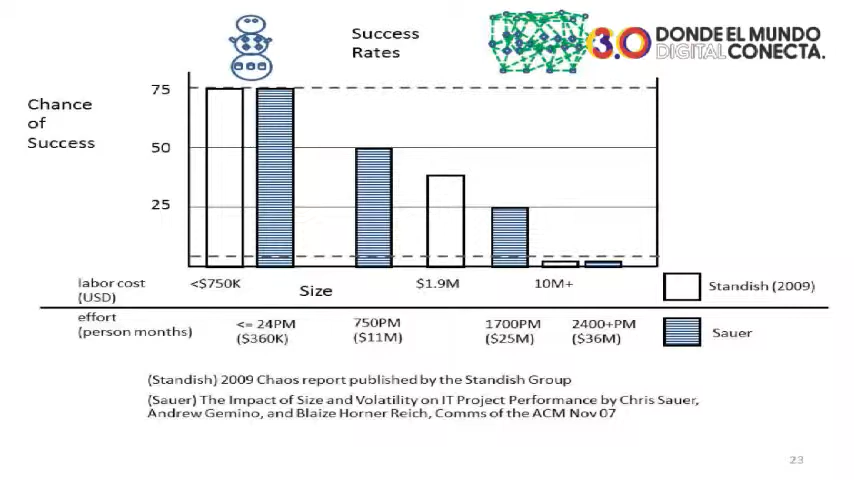 Success
Rates
3.0 DONDE EL MUNDO
DIGITAL CONECTA.
Chance
of
Success
75
50
25
labor cost
(USD)
<$750K
Size
$1.9M
10M+
Standish (2009)
effort
(person months)
<= 24PM
($360K)
750PM
($11M)
1700PM
($25M)
2400+PM
($36M)
Sauer
(Standish) 2009 Chaos report published by the Standish Group
(Sauer) The Impact of Size and Volatility on IT Project Performance by Chris Sauer,
Andrew Gemino, and Blaize Horner Reich, Comms of the ACM Nov 07
23